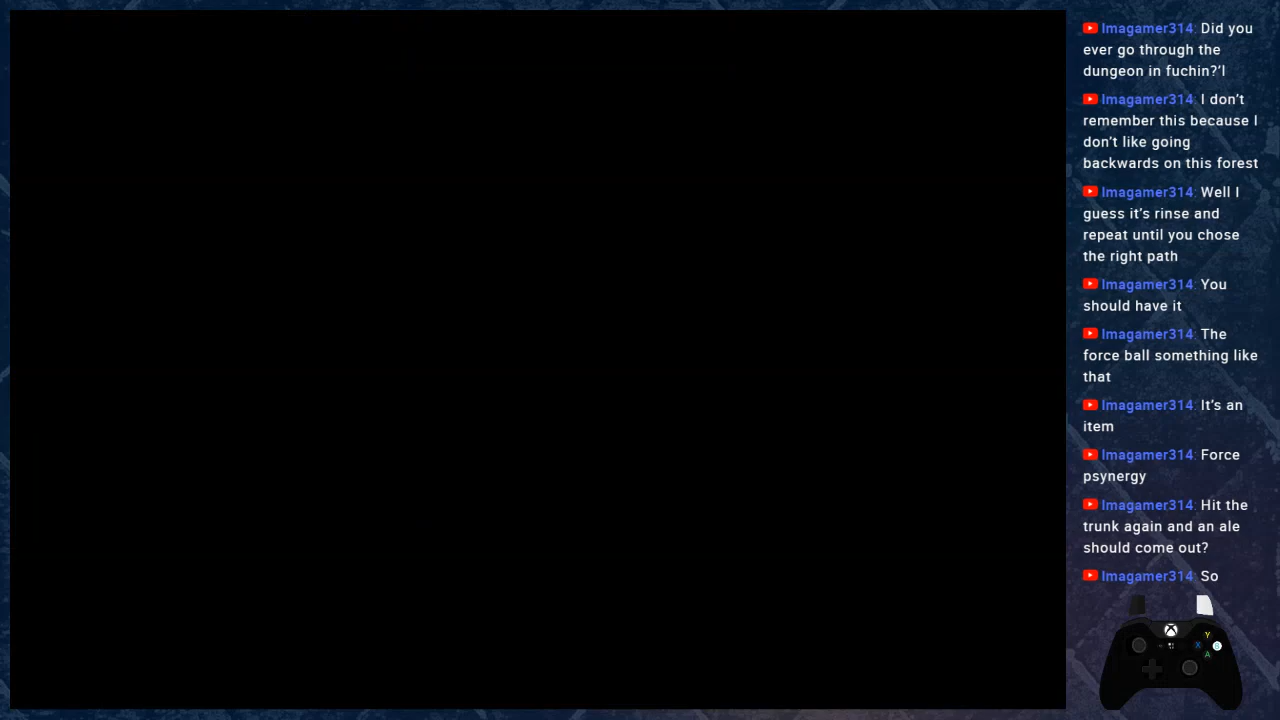 Imagamer314: Did you
ever go through the
dungeon in fuchin?'l
Imagamer314: I don't
remember this because I
don't like going
backwards on this forest
Imagamer314: Well I
guess it's rinse and
repeat until you chose
the right path
Imagamer314: You
should have it
Imagamer314: The
force ball something like
that
Imagamer314: It's an
item
Imagamer314: Force
psynergy
Imagamer314: Hit the
trunk again and an ale
should come out?
Imagamer314: So
Y
X
A